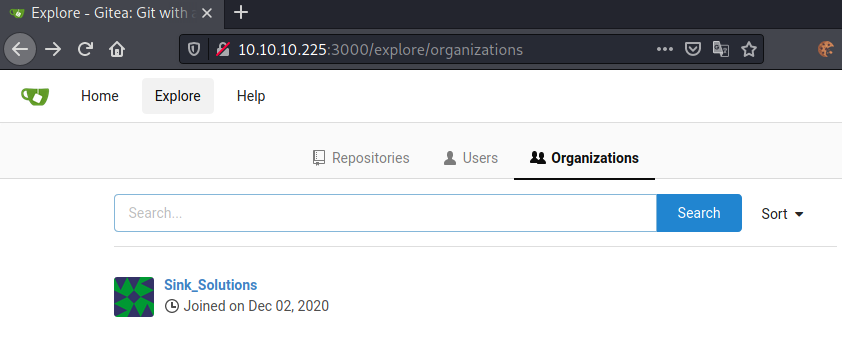 Explore - Gitea: Git with a
10.10.10.225:3000/explore/organizations
Home Explore Help
Repositories Users Organizations
Search... Search Sort
Sink_Solutions
Joined on Dec 02, 2020